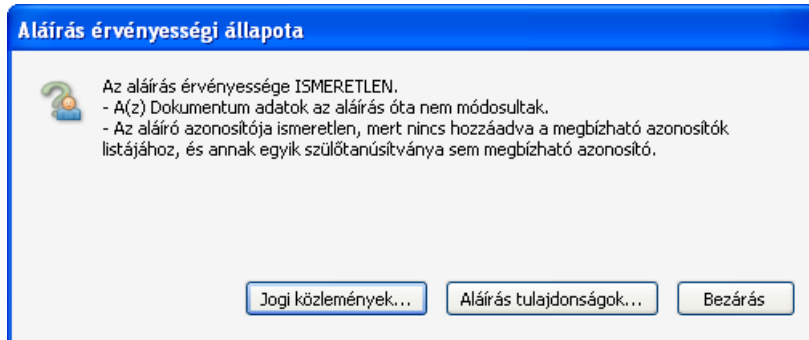 Aláírás érvényességi állapota
Az aláírás érvényessége ISMERETLEN.
- A(z) Dokumentum adatok az aláírás óta nem módosultak.
- Az aláíró azonosítója ismeretlen, mert nincs hozzáadva a megbízható azonosítók
listájához, és annak egyik szülőtanúsítványa sem megbízható azonosító.
Jogi közlemények... Aláírás tulajdonságok... Bezárás